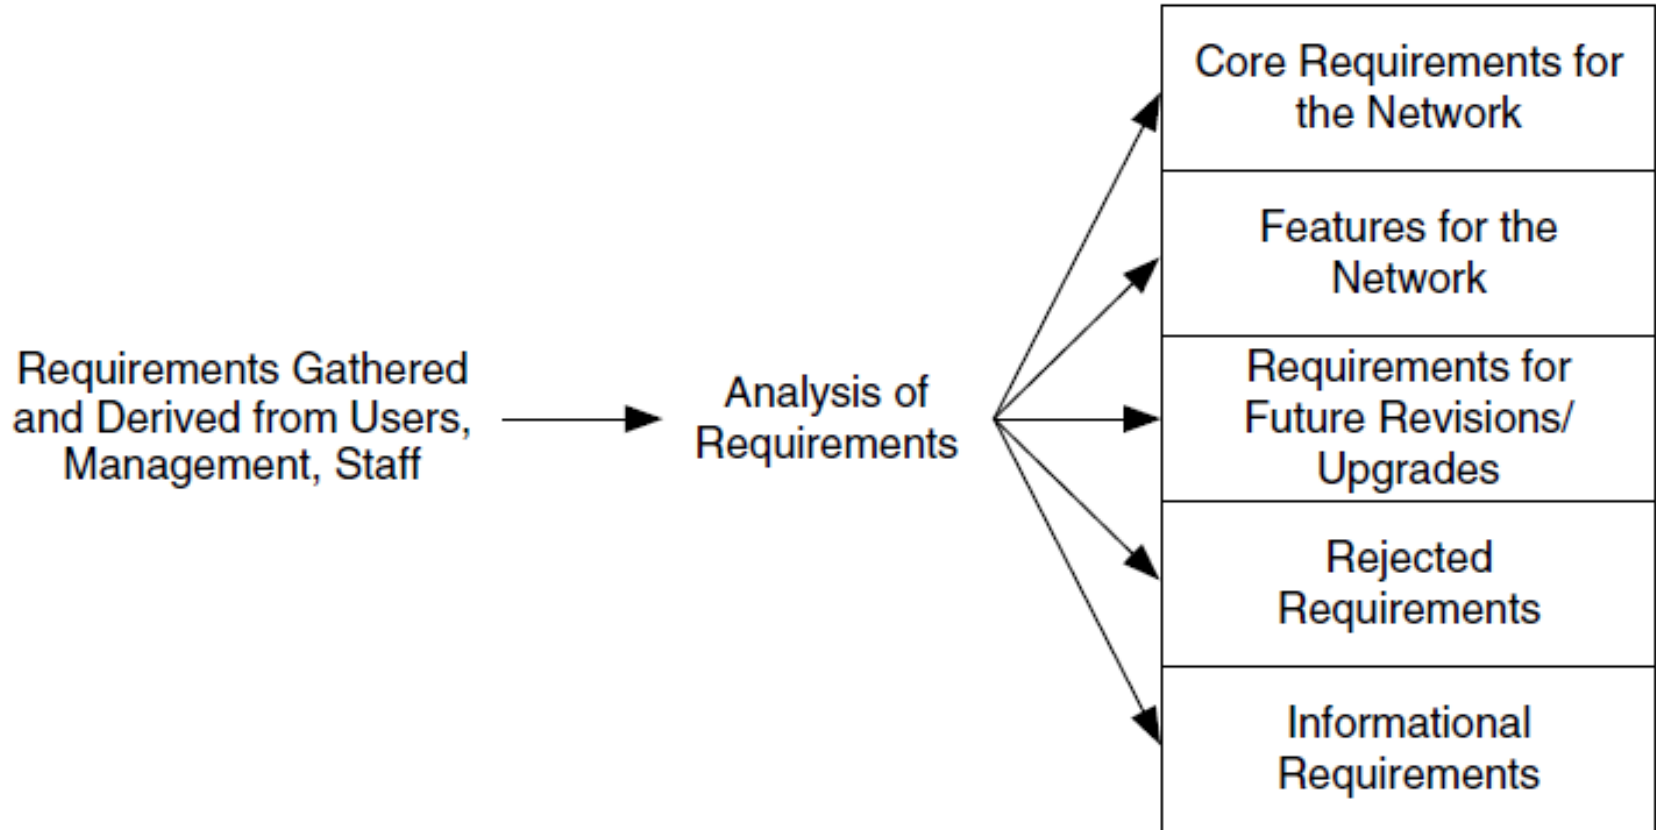 Requirements Gathered
and Derived from Users,
Management, Staff
Analysis of
Requirements
Core Requirements for
the Network
Features for the
Network
Requirements for
Future Revisions/
Upgrades
Rejected
Requirements
Informational
Requirements